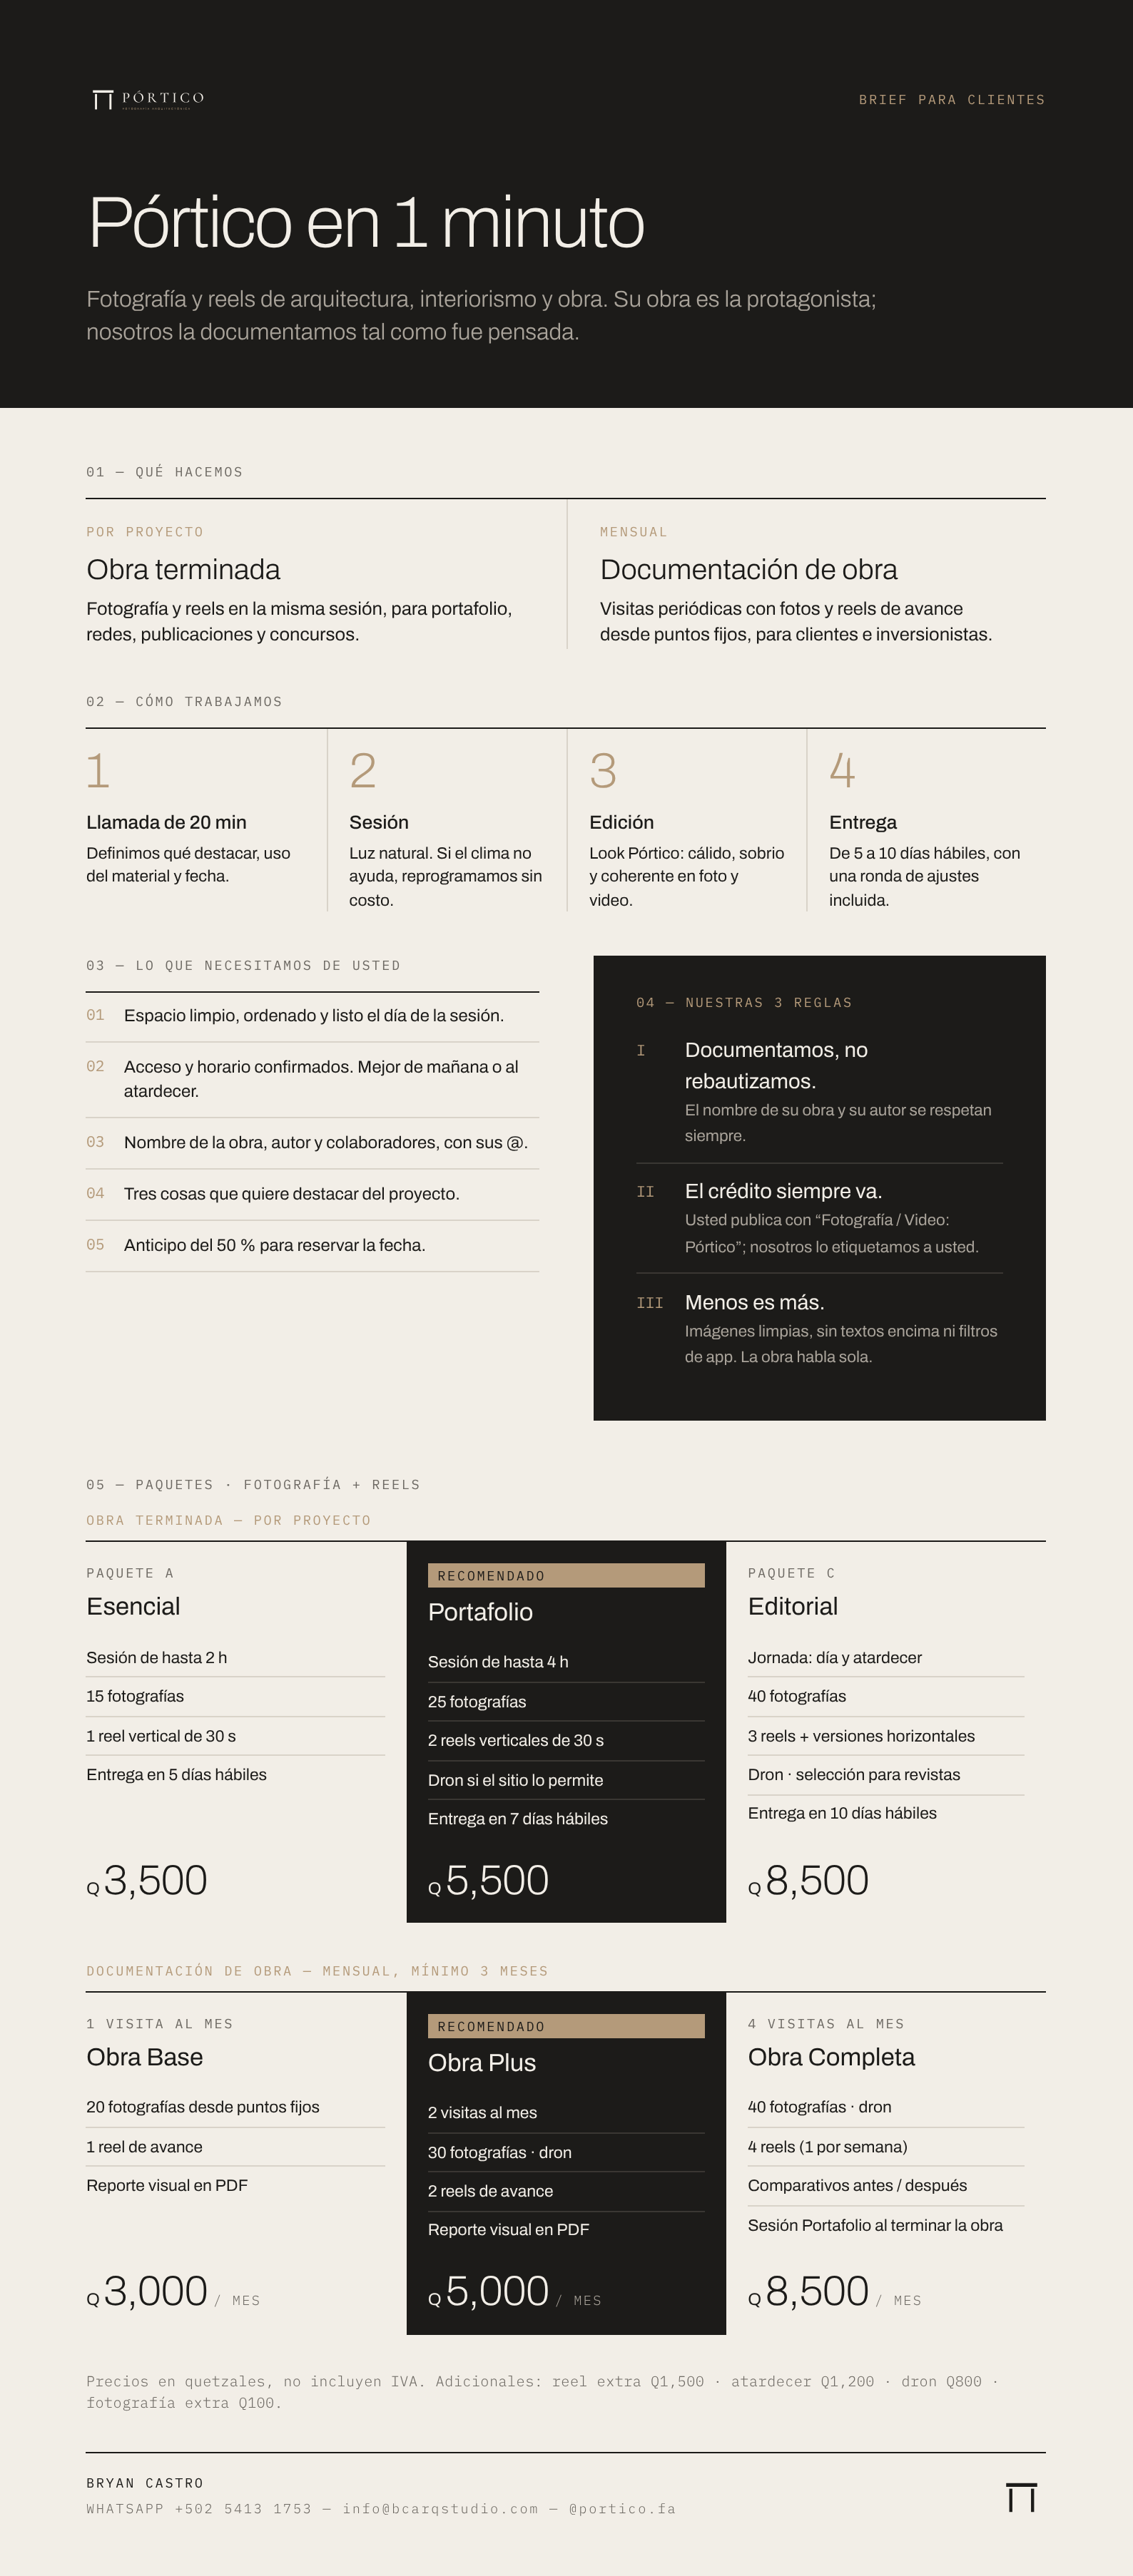 PÓRTICO
BRIEF PARA CLIENTES
Pórtico en 1 minuto
Fotografía y reels de arquitectura, interiorismo y obra. Su obra es la protagonista;
nosotros la documentamos tal como fue pensada.
01 — QUÉ HACEMOS
POR PROYECTO
Obra terminada
Fotografía y reels en la misma sesión, para portafolio,
redes, publicaciones y concursos.
MENSUAL
Documentación de obra
Visitas periódicas con fotos y reels de avance
desde puntos fijos, para clientes e inversionistas.
02 — CÓMO TRABAJAMOS
1
Llamada de 20 min
Definimos qué destacar, uso
del material y fecha.
2
Sesión
Luz natural. Si el clima no
ayuda, reprogramamos sin
costo.
3
Edición
Look Pórtico: cálido, sobrio
y coherente en foto y
video.
4
Entrega
De 5 a 10 días hábiles, con
una ronda de ajustes
incluida.
03 — LO QUE NECESITAMOS DE USTED
01 Espacio limpio, ordenado y listo el día de la sesión.
02 Acceso y horario confirmados. Mejor de mañana o al
atardecer.
03 Nombre de la obra, autor y colaboradores, con sus @.
04 Tres cosas que quiere destacar del proyecto.
05 Anticipo del 50 % para reservar la fecha.
04 — NUESTRAS 3 REGLAS
I Documentamos, no
rebautizamos.
El nombre de su obra y su autor se respetan
siempre.
II El crédito siempre va.
Usted publica con “Fotografía / Video:
Pórtico”; nosotros lo etiquetamos a usted.
III Menos es más.
Imágenes limpias, sin textos encima ni filtros
de app. La obra habla sola.
05 — PAQUETES · FOTOGRAFÍA + REELS
OBRA TERMINADA — POR PROYECTO
PAQUETE A
Esencial
Sesión de hasta 2 h
15 fotografías
1 reel vertical de 30 s
Entrega en 5 días hábiles
Q 3,500
RECOMENDADO
Portafolio
Sesión de hasta 4 h
25 fotografías
2 reels verticales de 30 s
Dron si el sitio lo permite
Entrega en 7 días hábiles
Q 5,500
PAQUETE C
Editorial
Jornada: día y atardecer
40 fotografías
3 reels + versiones horizontales
Dron · selección para revistas
Entrega en 10 días hábiles
Q 8,500
DOCUMENTACIÓN DE OBRA — MENSUAL, MÍNIMO 3 MESES
1 VISITA AL MES
Obra Base
20 fotografías desde puntos fijos
1 reel de avance
Reporte visual en PDF
Q 3,000 / MES
RECOMENDADO
Obra Plus
2 visitas al mes
30 fotografías · dron
2 reels de avance
Reporte visual en PDF
Q 5,000 / MES
4 VISITAS AL MES
Obra Completa
40 fotografías · dron
4 reels (1 por semana)
Comparativos antes / después
Sesión Portafolio al terminar la obra
Q 8,500 / MES
Precios en quetzales, no incluyen IVA. Adicionales: reel extra Q1,500 · atardecer Q1,200 · dron Q800 ·
fotografía extra Q100.
BRYAN CASTRO
WHATSAPP +502 5413 1753 — info@bcarqstudio.com — @portico.fa